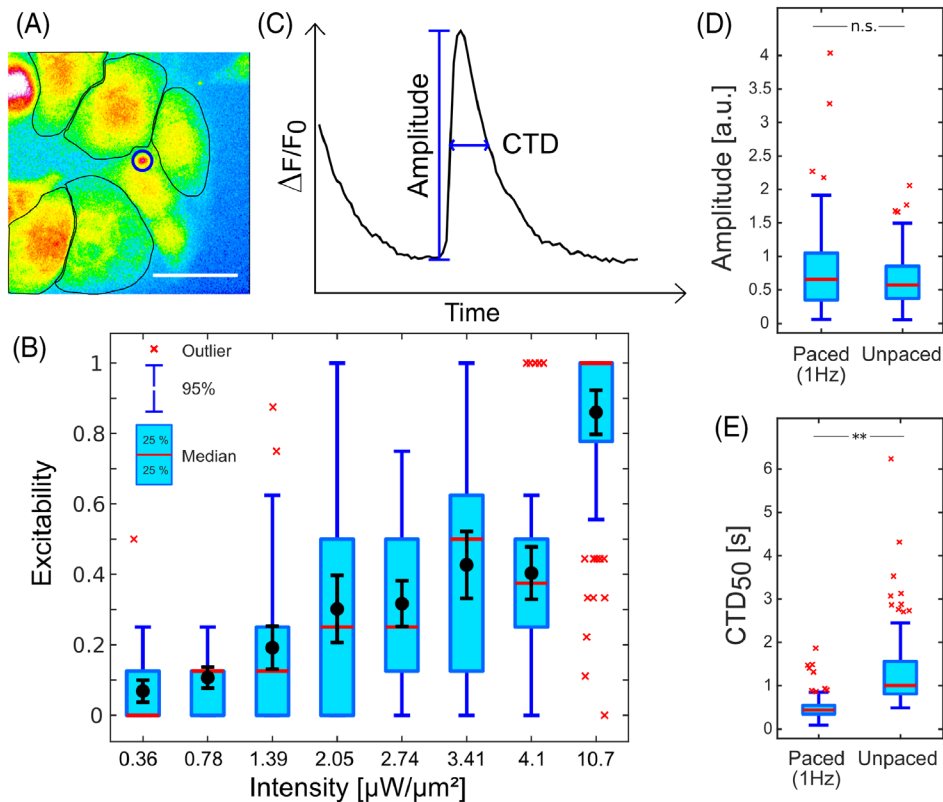 (A)
(C)
ΔF/F0
Amplitude
CTD
Time
(D)
n.s.
Amplitude [a.u.]
4
3.5
3
2.5
2
1.5
1
0.5
0
Paced
(1Hz)
Unpaced
(B)
Outlier
95%
25 %
25 %
Median
Excitability
1
0.8
0.6
0.4
0.2
0
0.36 0.78 1.39 2.05 2.74 3.41 4.1 10.7
Intensity [µW/µm²]
(E)
**
CTD50 [s]
6
5
4
3
2
1
0
Paced
(1Hz)
Unpaced